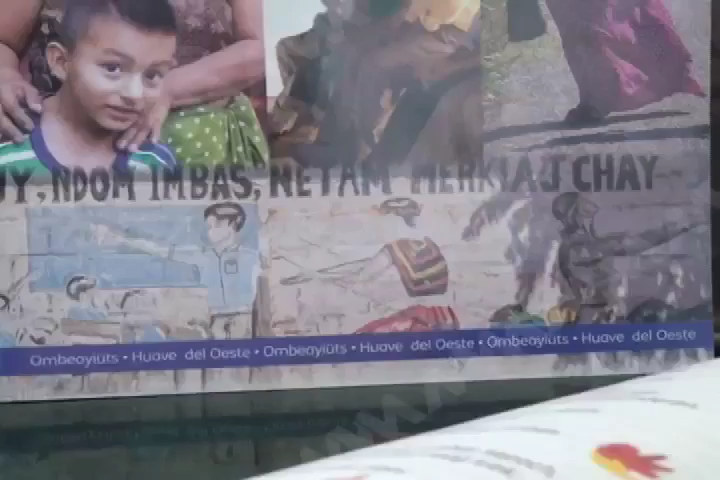 NDOM IMBAS, NETAM MERKIAJ CHAY
Ombeayiüts • Huave del Oeste • Ombeayiüts • Huave del Oeste • Ombeayiüts • Huave del Oeste